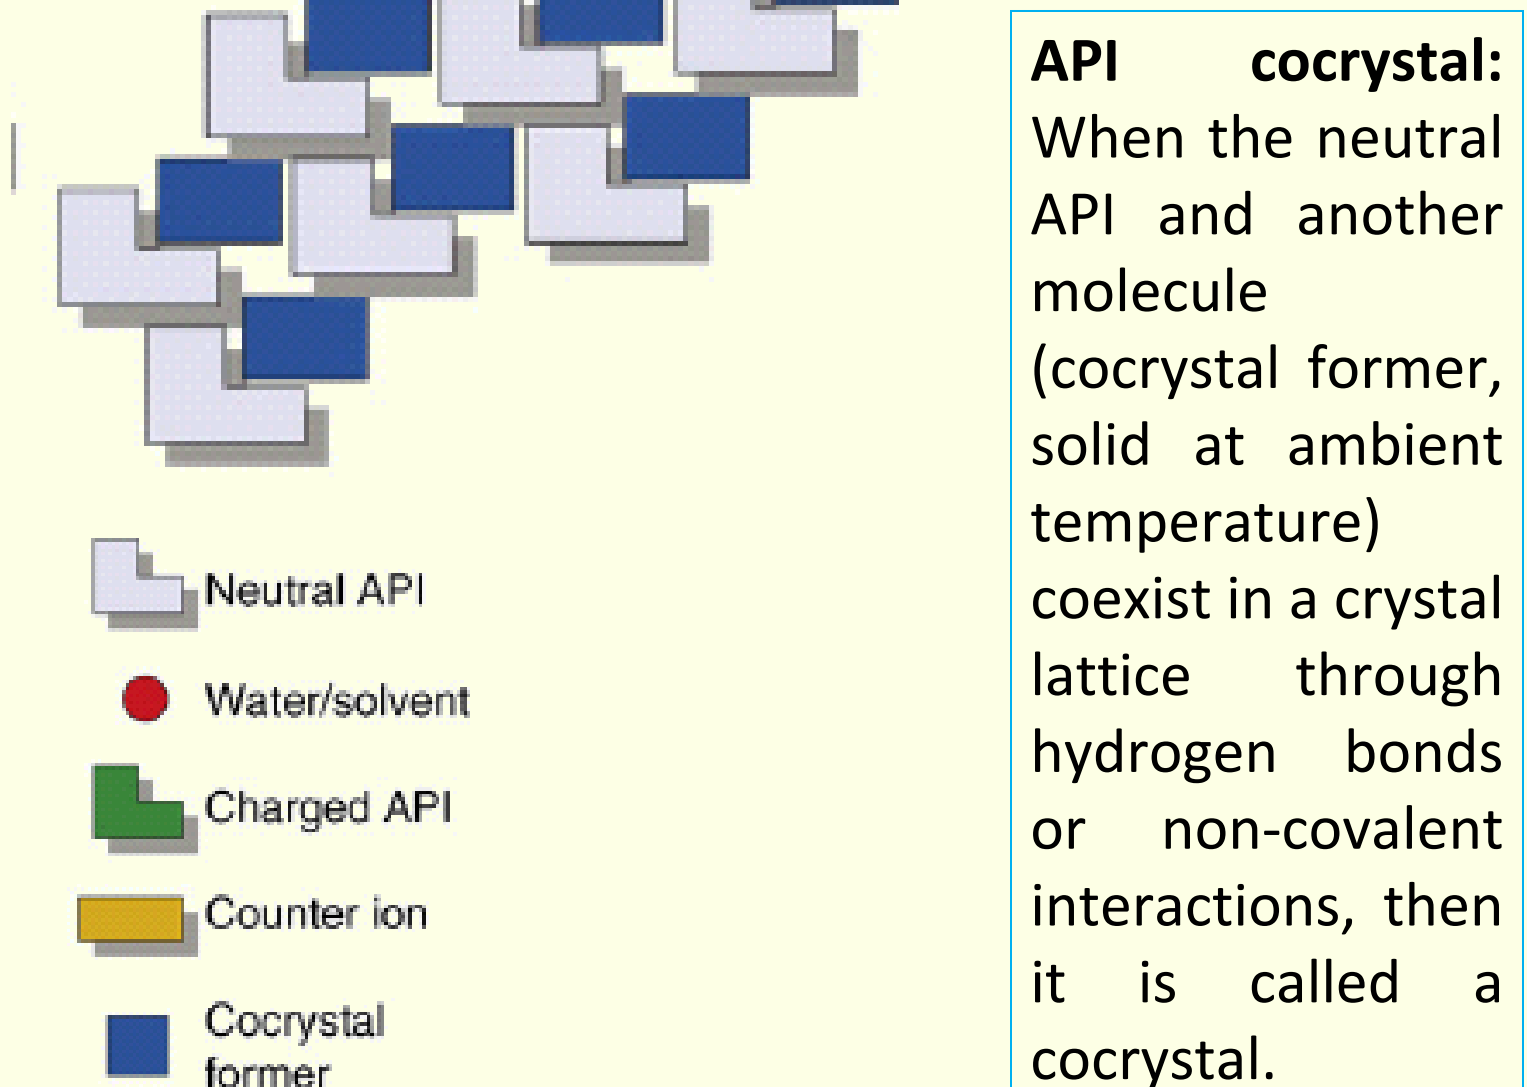 API cocrystal:
When the neutral
API and another
molecule
(cocrystal former,
solid at ambient
temperature)
coexist in a crystal
lattice through
hydrogen bonds
or non-covalent
interactions, then
it is called a
cocrystal.
Neutral API
Water/solvent
Charged API
Counter ion
Cocrystal
former